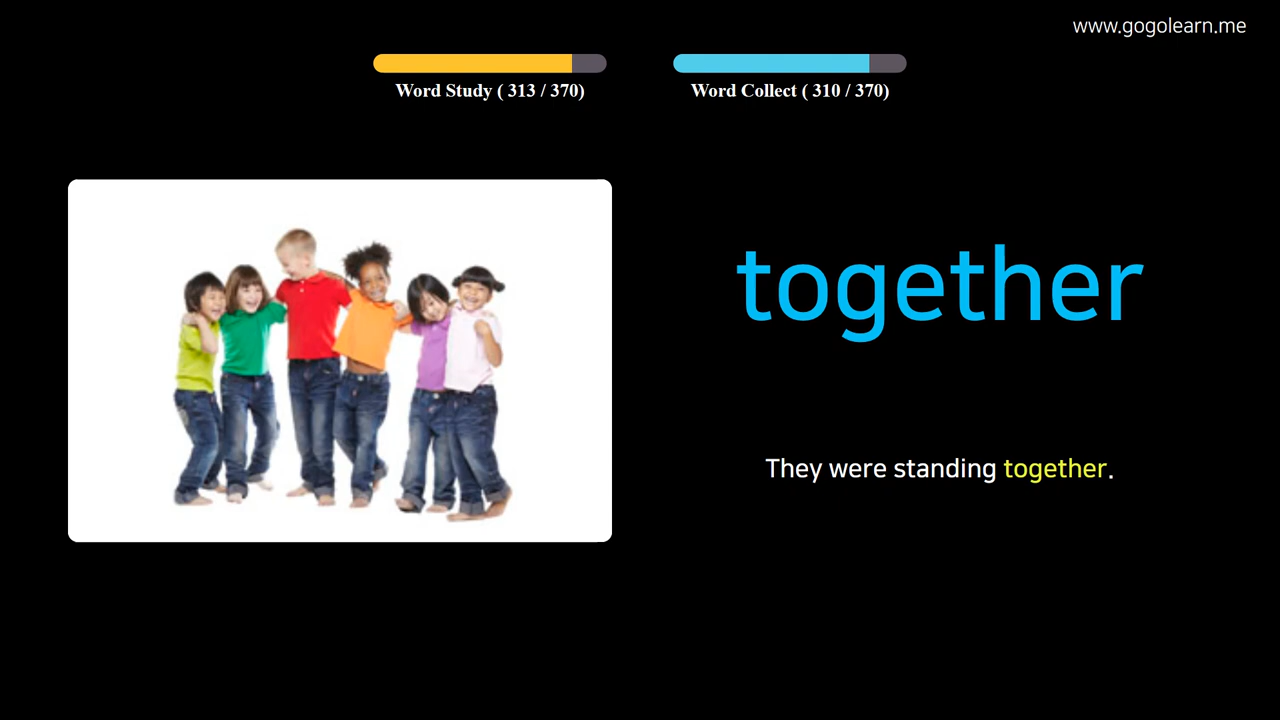 www.gogolearn.me
Word Study ( 313 / 370)
Word Collect ( 310 / 370)
together
They were standing together.